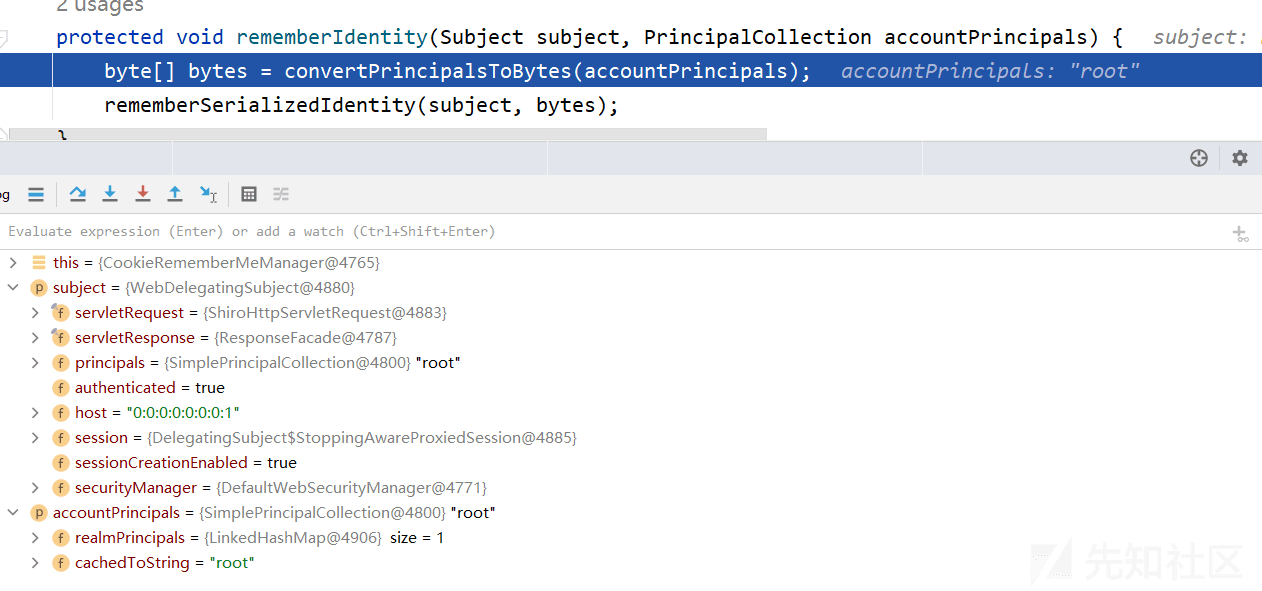 2 usages
protected void rememberIdentity(Subject subject, PrincipalCollection accountPrincipals) { subject:
byte[] bytes = convertPrincipalsToBytes(accountPrincipals); accountPrincipals: "root"
rememberSerializedIdentity(subject, bytes);
}
og
Evaluate expression (Enter) or add a watch (Ctrl+Shift+Enter)
this = {CookieRememberMeManager@4765}
p subject = {WebDelegatingSubject@4880}
f servletRequest = {ShiroHttpServletRequest@4883}
f servletResponse = {ResponseFacade@4787}
f principals = {SimplePrincipalCollection@4800} "root"
f authenticated = true
f host = "0:0:0:0:0:0:0:1"
f session = {DelegatingSubject$StoppingAwareProxiedSession@4885}
f sessionCreationEnabled = true
f securityManager = {DefaultWebSecurityManager@4771}
p accountPrincipals = {SimplePrincipalCollection@4800} "root"
f realmPrincipals = {LinkedHashMap@4906} size = 1
f cachedToString = "root"
先知社区